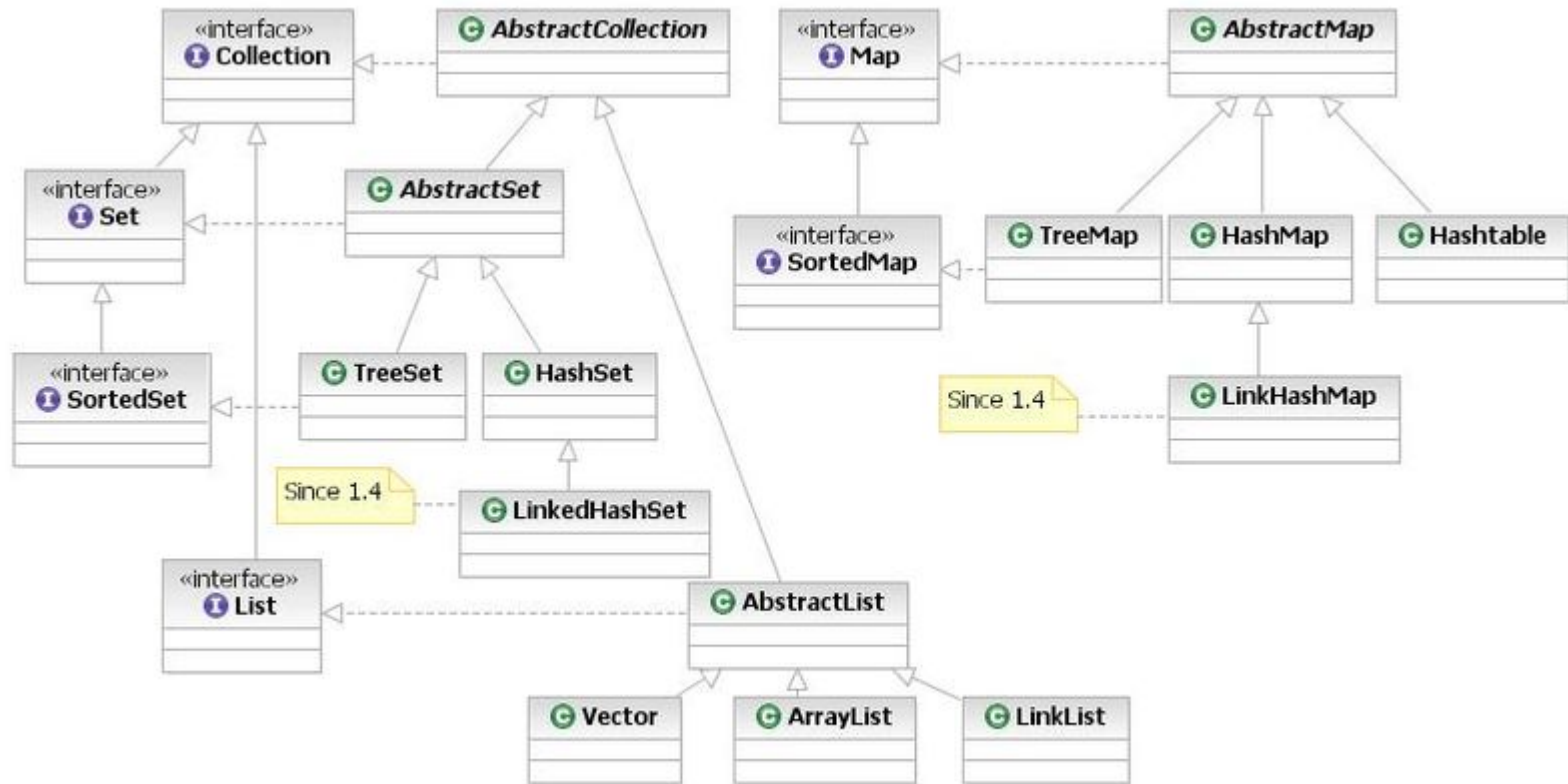 «interface»
I Collection
C AbstractCollection
«interface»
I Map
C AbstractMap
«interface»
I Set
C AbstractSet
«interface»
I SortedMap
C TreeMap
C HashMap
C Hashtable
«interface»
I SortedSet
C TreeSet
C HashSet
Since 1.4
C LinkHashMap
Since 1.4
C LinkedHashSet
«interface»
I List
C AbstractList
C Vector
C ArrayList
C LinkList